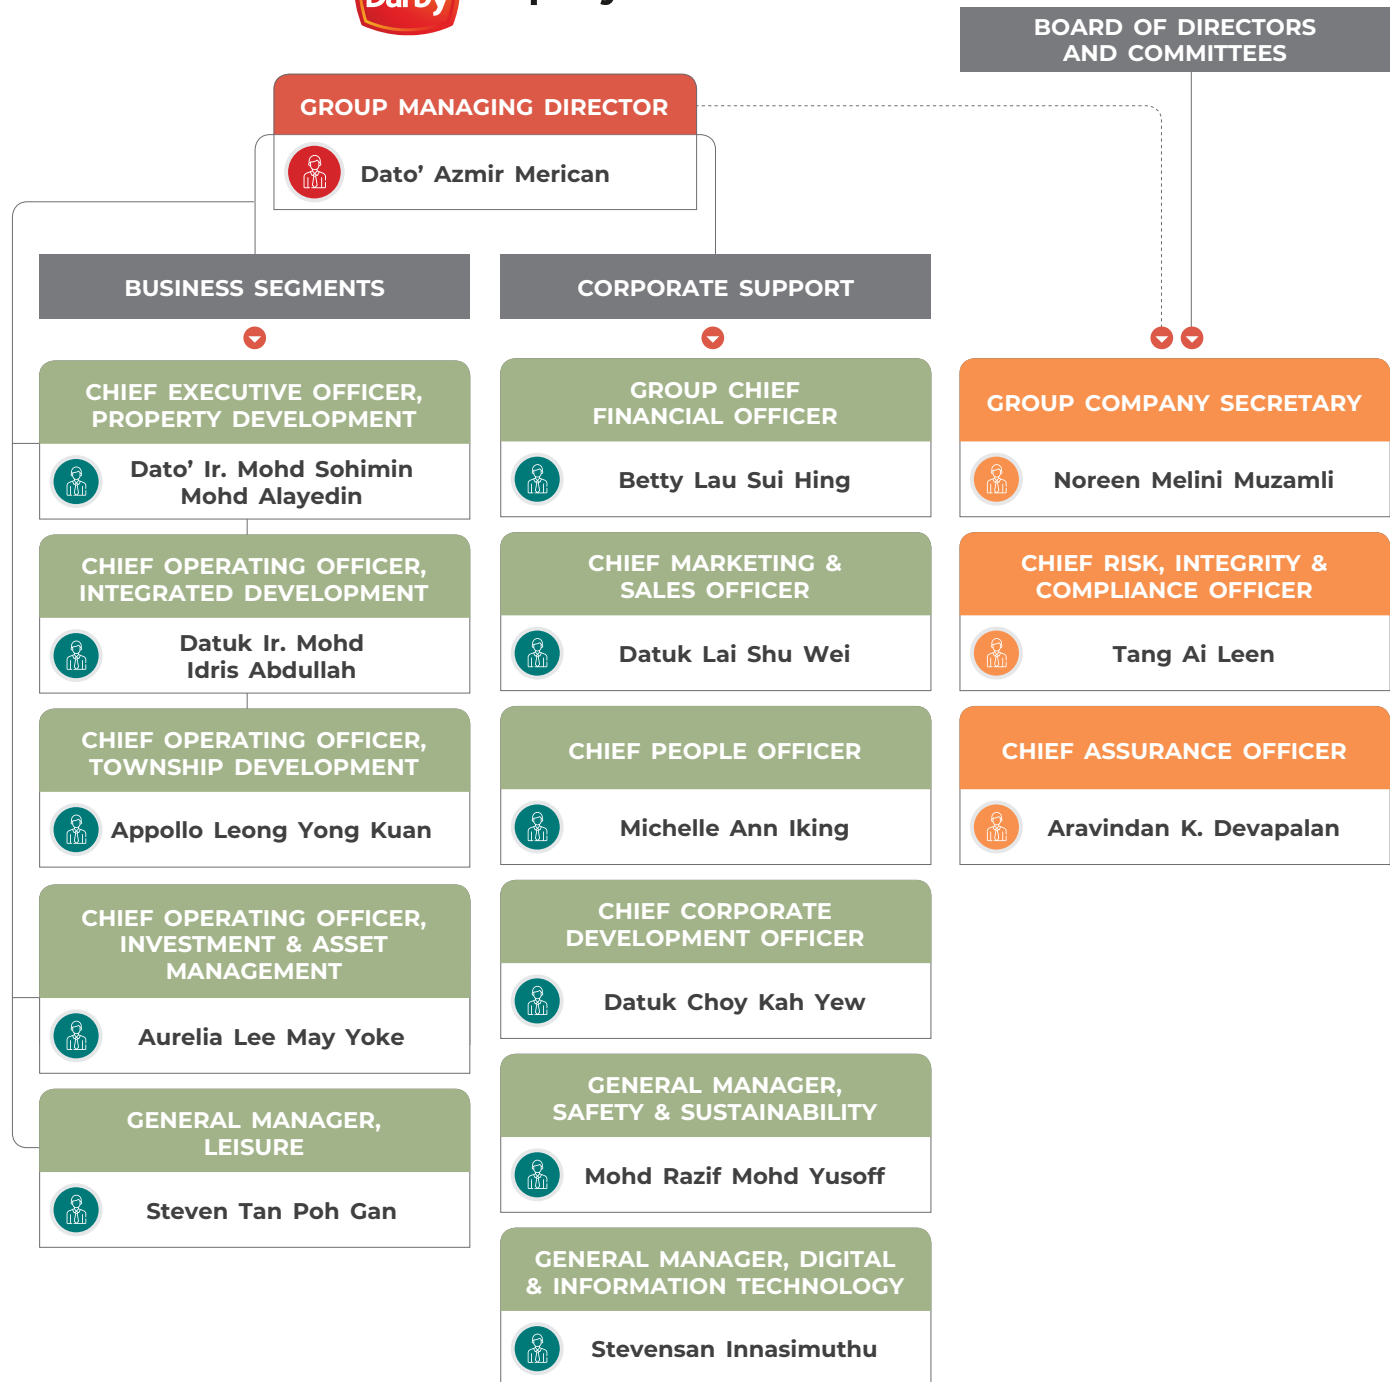 Darby
BOARD OF DIRECTORS
AND COMMITTEES
GROUP MANAGING DIRECTOR
Dato’ Azmir Merican
BUSINESS SEGMENTS
CHIEF EXECUTIVE OFFICER,
PROPERTY DEVELOPMENT
Dato’ Ir. Mohd Sohimin
Mohd Alayedin
CHIEF OPERATING OFFICER,
INTEGRATED DEVELOPMENT
Datuk Ir. Mohd
Idris Abdullah
CHIEF OPERATING OFFICER,
TOWNSHIP DEVELOPMENT
Appollo Leong Yong Kuan
CHIEF OPERATING OFFICER,
INVESTMENT & ASSET
MANAGEMENT
Aurelia Lee May Yoke
GENERAL MANAGER,
LEISURE
Steven Tan Poh Gan
CORPORATE SUPPORT
GROUP CHIEF
FINANCIAL OFFICER
Betty Lau Sui Hing
CHIEF MARKETING &
SALES OFFICER
Datuk Lai Shu Wei
CHIEF PEOPLE OFFICER
Michelle Ann Iking
CHIEF CORPORATE
DEVELOPMENT OFFICER
Datuk Choy Kah Yew
GENERAL MANAGER,
SAFETY & SUSTAINABILITY
Mohd Razif Mohd Yusoff
GENERAL MANAGER, DIGITAL
& INFORMATION TECHNOLOGY
Stevensan Innasimuthu
GROUP COMPANY SECRETARY
Noreen Melini Muzamli
CHIEF RISK, INTEGRITY &
COMPLIANCE OFFICER
Tang Ai Leen
CHIEF ASSURANCE OFFICER
Aravindan K. Devapalan